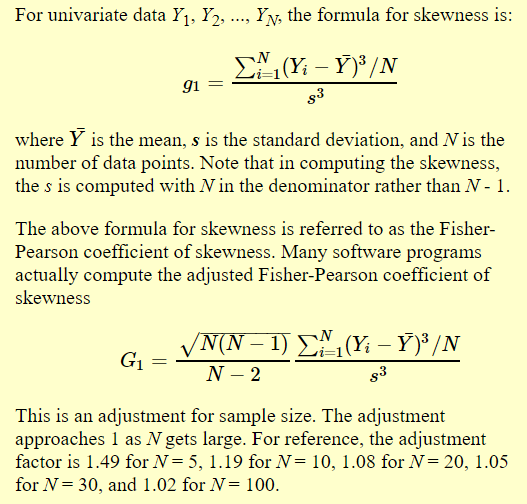 For univariate data Y₁, Y₂, ..., Y_N, the formula for skewness is:
g₁ = \frac{\sum_{i=1}^{N}(Y_i - \bar{Y})^3/N}{s^3}
where Ȳ is the mean, s is the standard deviation, and N is the
number of data points. Note that in computing the skewness,
the s is computed with N in the denominator rather than N - 1.
The above formula for skewness is referred to as the Fisher-
Pearson coefficient of skewness. Many software programs
actually compute the adjusted Fisher-Pearson coefficient of
skewness
G₁ = \frac{\sqrt{N(N-1)}}{N-2} \frac{\sum_{i=1}^{N}(Y_i - \bar{Y})^3/N}{s^3}
This is an adjustment for sample size. The adjustment
approaches 1 as N gets large. For reference, the adjustment
factor is 1.49 for N= 5, 1.19 for N= 10, 1.08 for N= 20, 1.05
for N= 30, and 1.02 for N= 100.